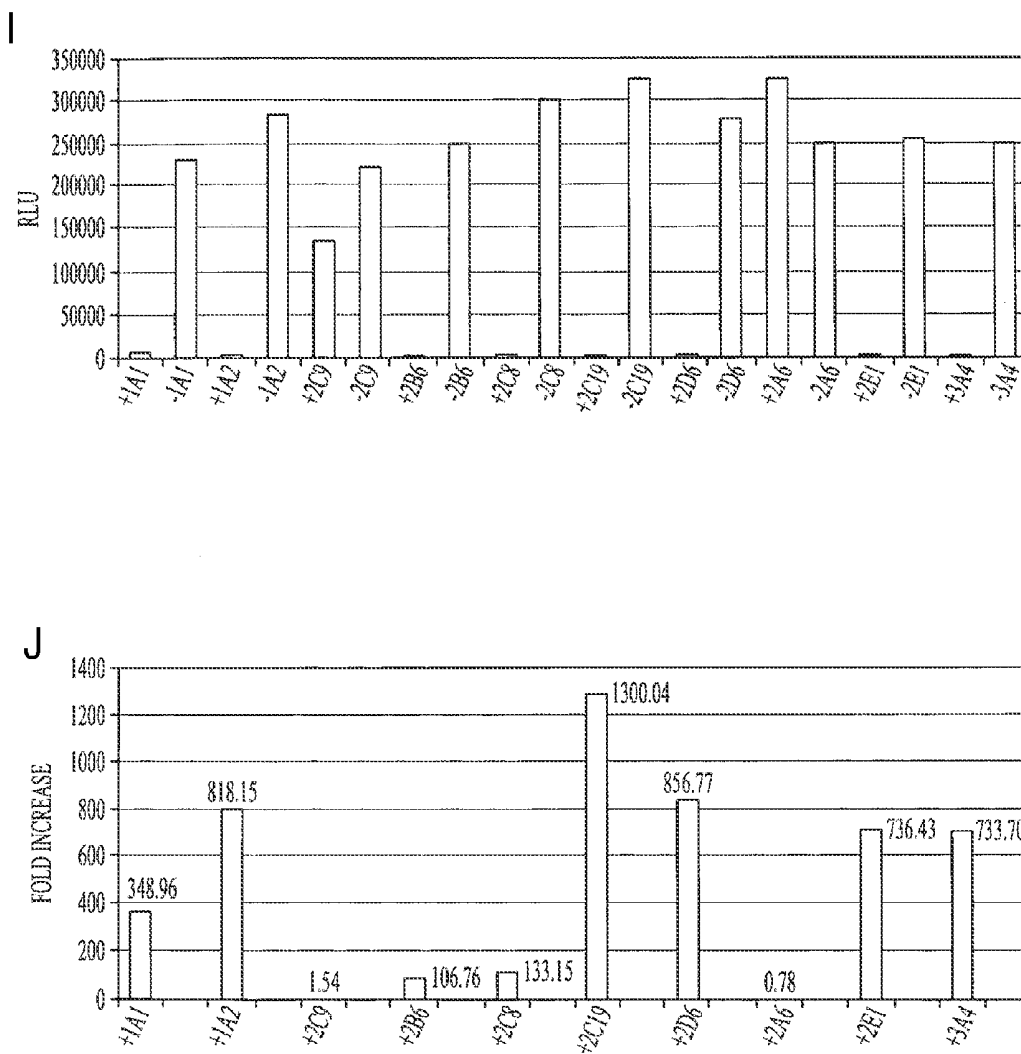 I
350000
300000
250000
200000
150000
100000
50000
0
RLU
+1A1
-1A1
+1A2
-1A2
+2C9
-2C9
+2B6
-2B6
+2C8
-2C8
+2C19
-2C19
+2D6
-2D6
+2A6
-2A6
+2E1
-2E1
+3A4
-3A4
J
1400
1200
1000
800
600
400
200
0
FOLD INCREASE
348.96
818.15
1.54
106.76
133.15
1300.04
856.77
0.78
736.43
733.70
+1A1
+1A2
+2C9
+2B6
+2C8
+2C19
+2D6
+2A6
+2E1
+3A4